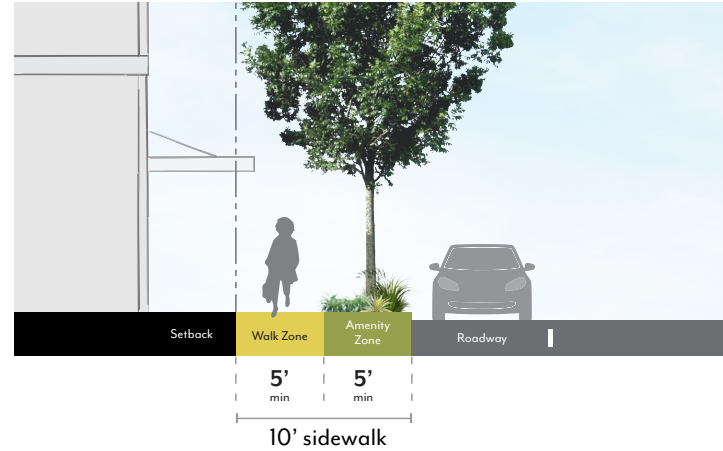 Setback
Walk Zone
Amenity
Zone
Roadway
5’
min
5’
min
10’ sidewalk